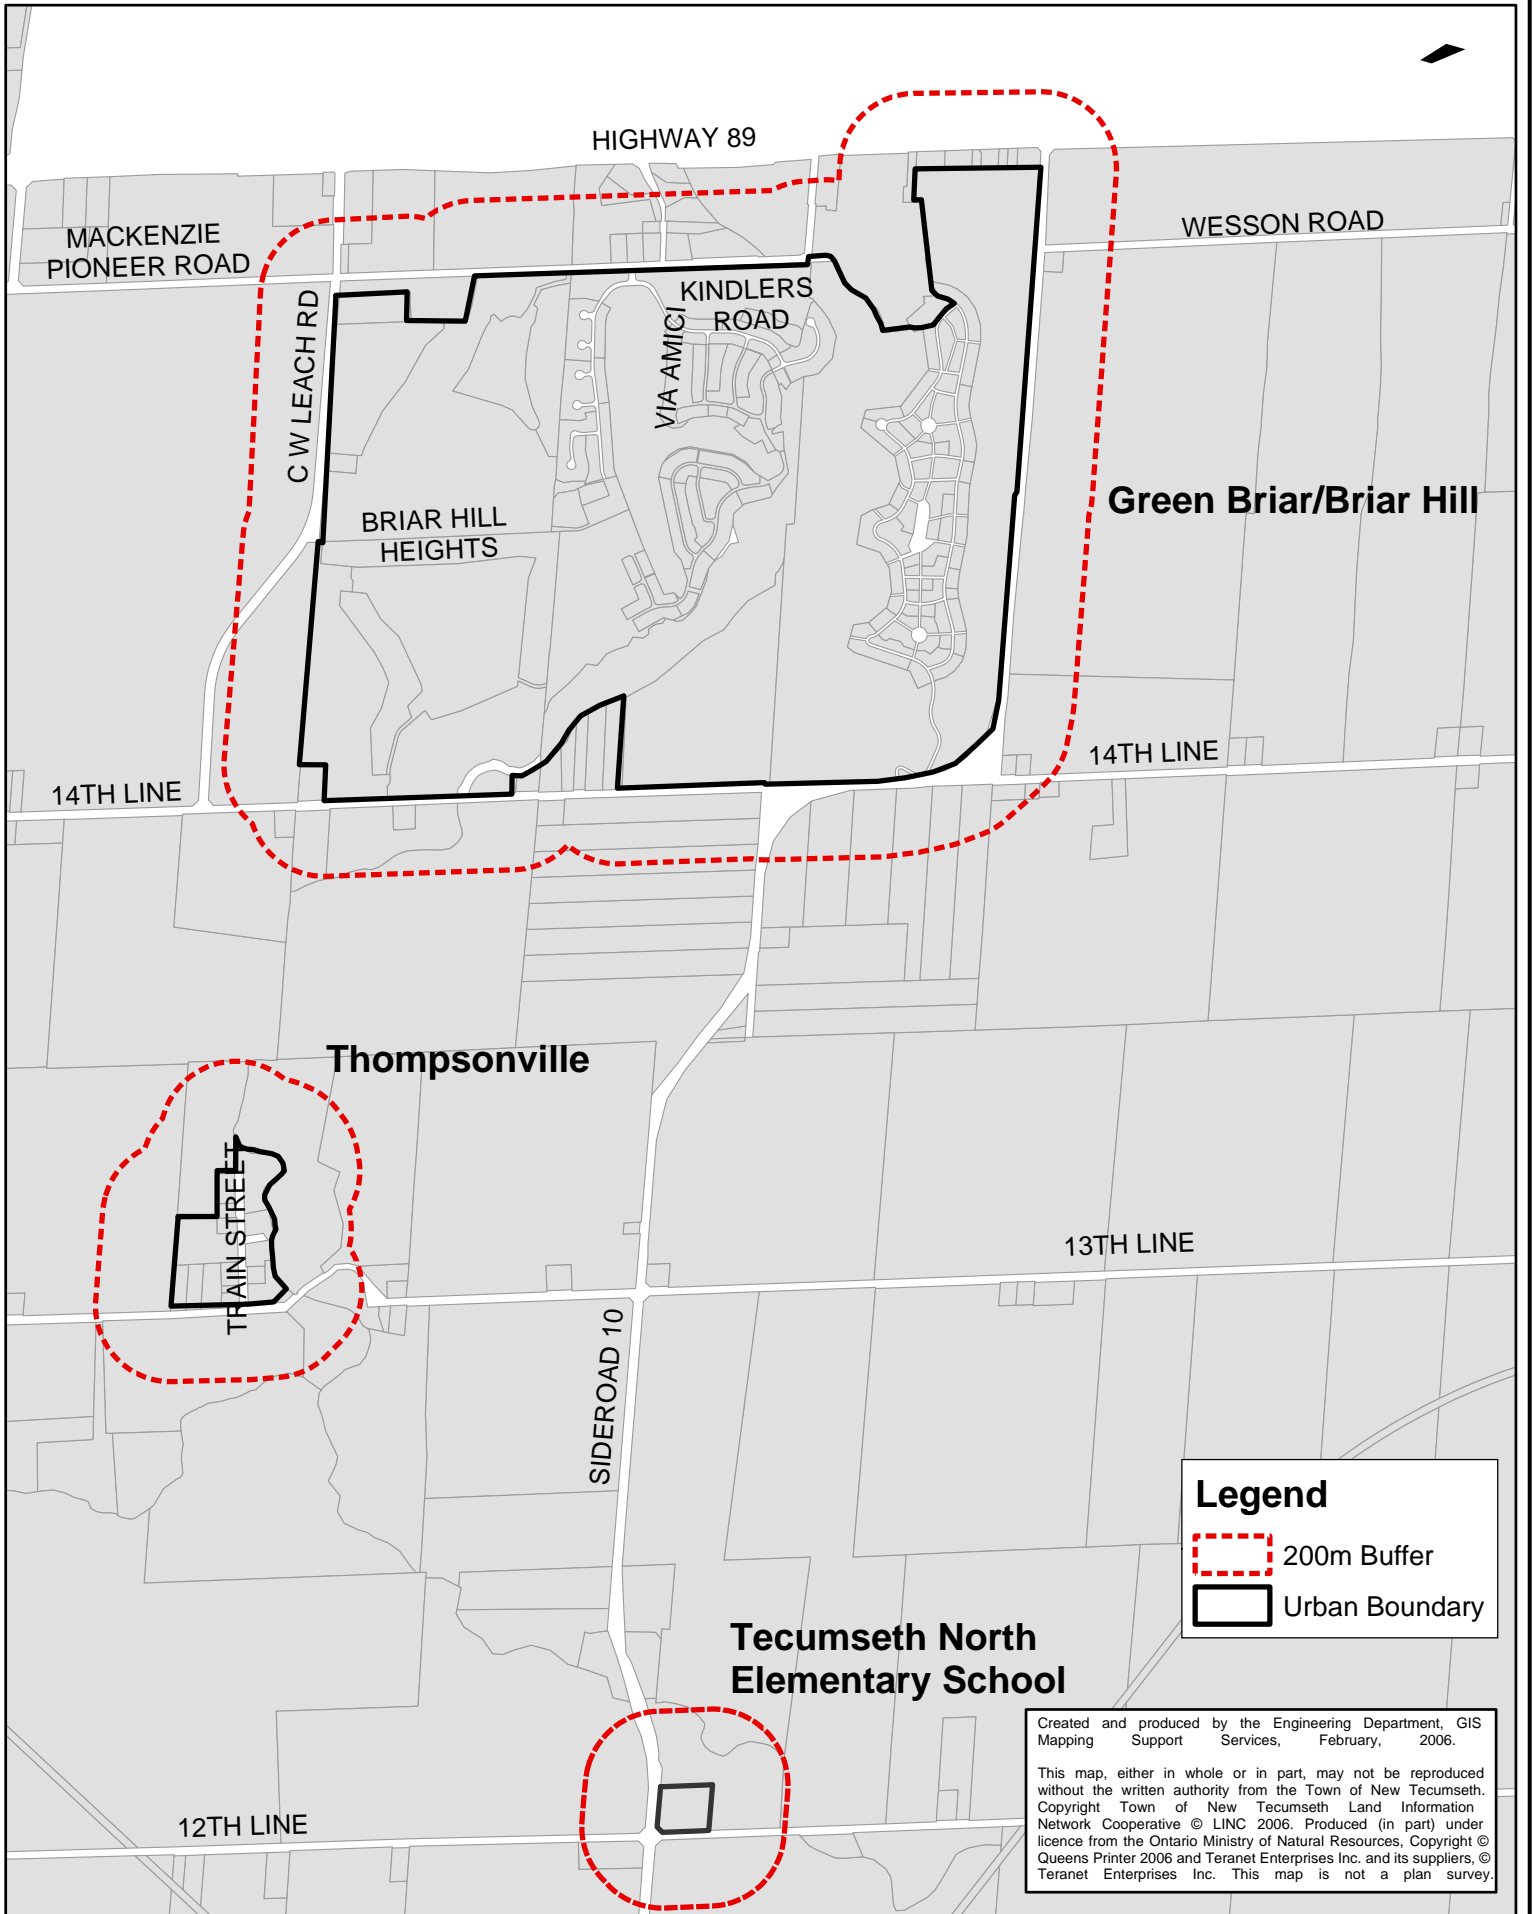 HIGHWAY 89
MACKENZIE
PIONEER ROAD
WESSON ROAD
C W LEACH RD
KINDLERS
ROAD
VIA AMICI
Green Briar/Briar Hill
BRIAR HILL
HEIGHTS
14TH LINE
14TH LINE
Thompsonville
TRAIN STREET
13TH LINE
SIDEROAD 10
Legend
200m Buffer
Urban Boundary
Tecumseth North
Elementary School
12TH LINE
Created and produced by the Engineering Department, GIS
Mapping Support Services, February, 2006.
This map, either in whole or in part, may not be reproduced
without the written authority from the Town of New Tecumseth.
Copyright Town of New Tecumseth Land Information
Network Cooperative © LINC 2006. Produced (in part) under
licence from the Ontario Ministry of Natural Resources, Copyright ©
Queens Printer 2006 and Teranet Enterprises Inc. and its suppliers, ©
Teranet Enterprises Inc. This map is not a plan survey.